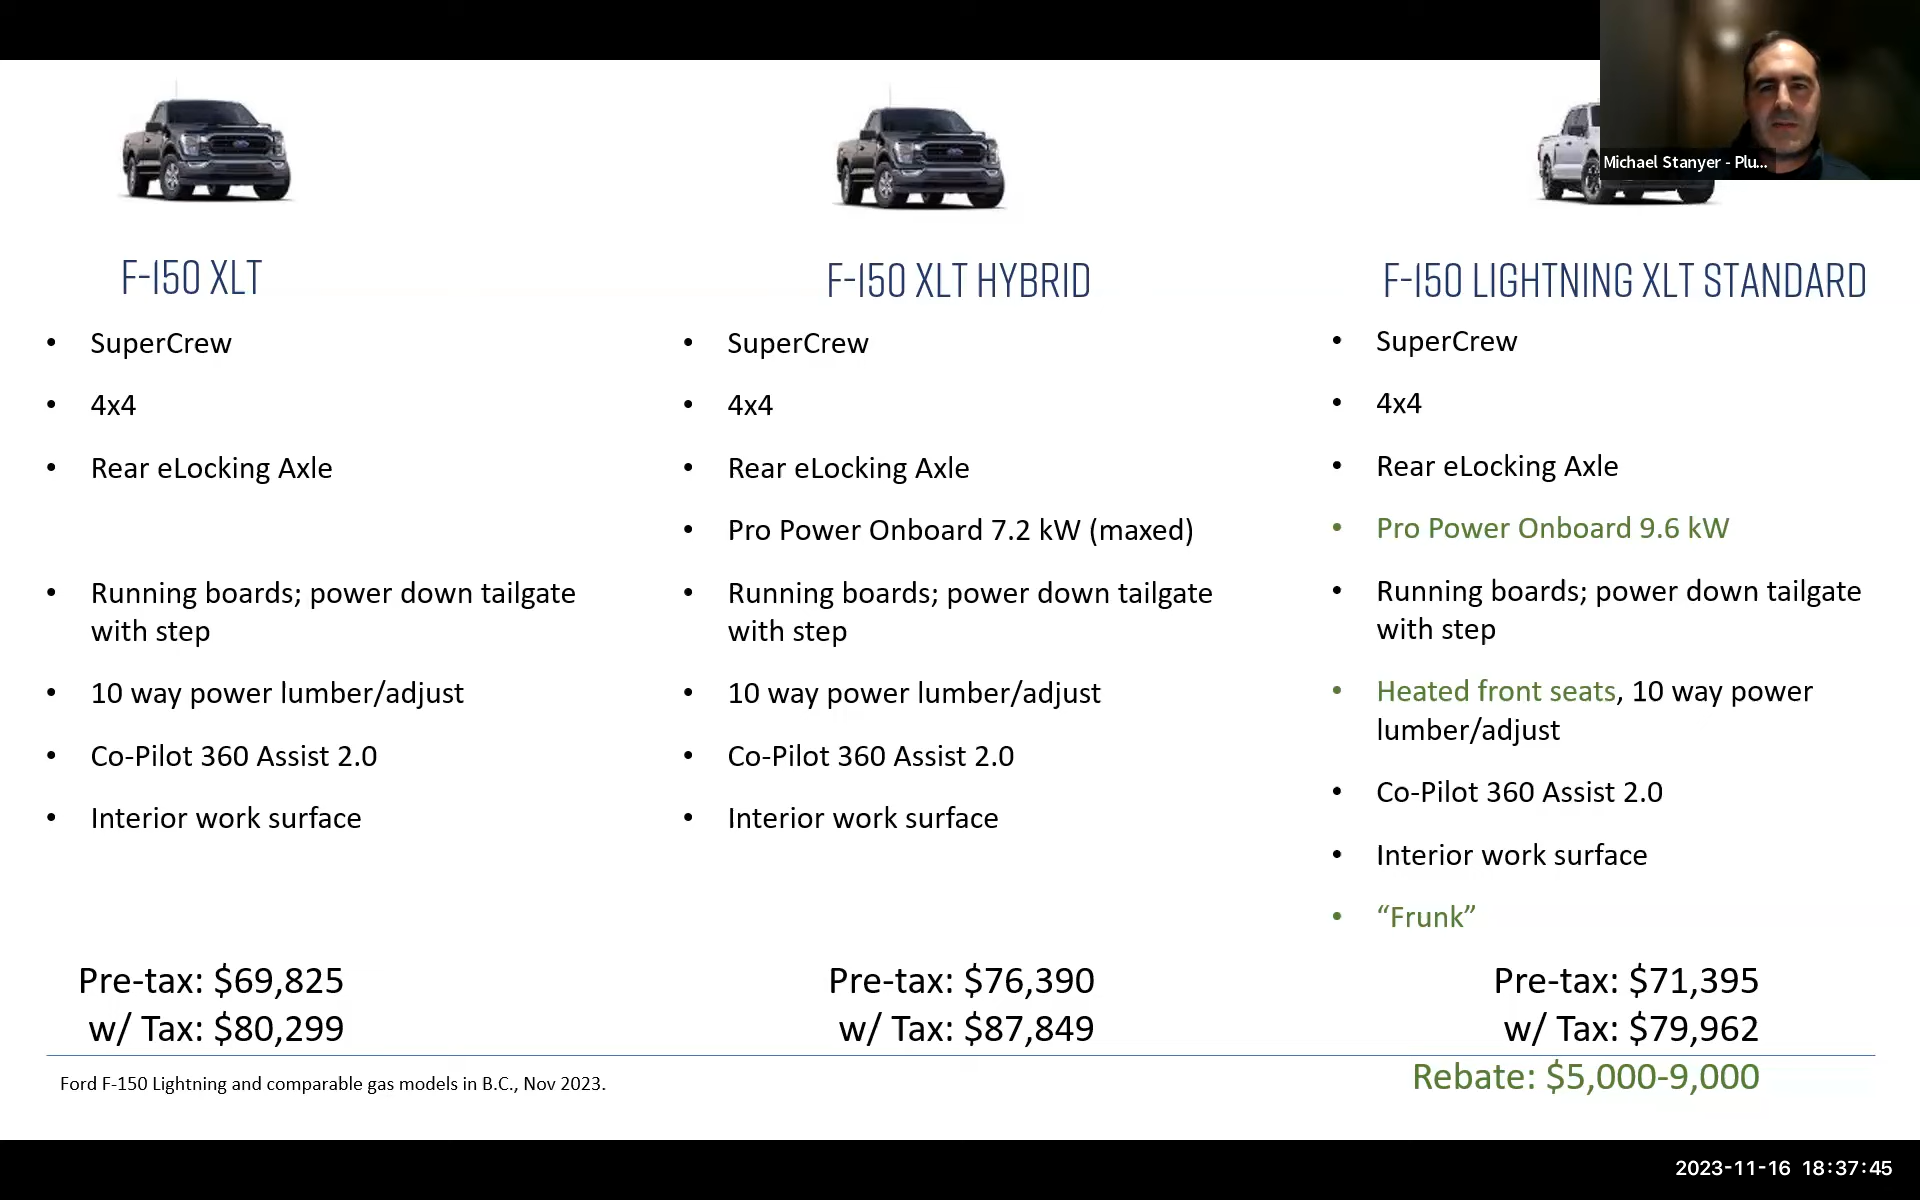 Michael Stanyer - Plu...
F-150 XLT
• SuperCrew
• 4x4
• Rear eLocking Axle
• Running boards; power down tailgate
with step
• 10 way power lumber/adjust
• Co-Pilot 360 Assist 2.0
• Interior work surface
Pre-tax: $69,825
w/ Tax: $80,299
F-150 XLT HYBRID
• SuperCrew
• 4x4
• Rear eLocking Axle
• Pro Power Onboard 7.2 kW (maxed)
• Running boards; power down tailgate
with step
• 10 way power lumber/adjust
• Co-Pilot 360 Assist 2.0
• Interior work surface
Pre-tax: $76,390
w/ Tax: $87,849
F-150 LIGHTNING XLT STANDARD
• SuperCrew
• 4x4
• Rear eLocking Axle
• Pro Power Onboard 9.6 kW
• Running boards; power down tailgate
with step
• Heated front seats, 10 way power
lumber/adjust
• Co-Pilot 360 Assist 2.0
• Interior work surface
• “Frunk”
Pre-tax: $71,395
w/ Tax: $79,962
Rebate: $5,000-9,000
Ford F-150 Lightning and comparable gas models in B.C., Nov 2023.
2023-11-16 18:37:45